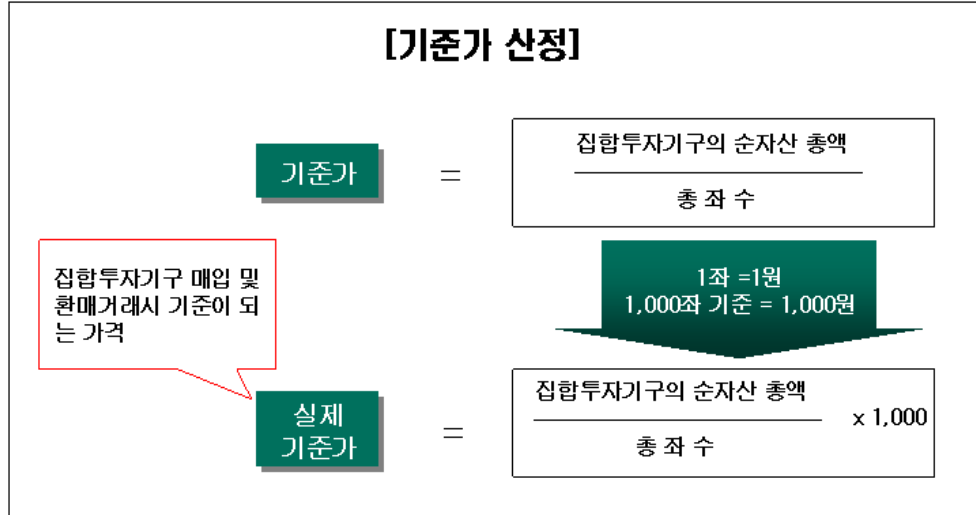 [기준가 산정]
기준가
=
집합투자기구의 순자산 총액
총 좌 수
집합투자기구 매입 및
환매거래시 기준이 되
는 가격
1좌 =1원
1,000좌 기준 = 1,000원
실제
기준가
=
집합투자기구의 순자산 총액
총 좌 수
x 1,000